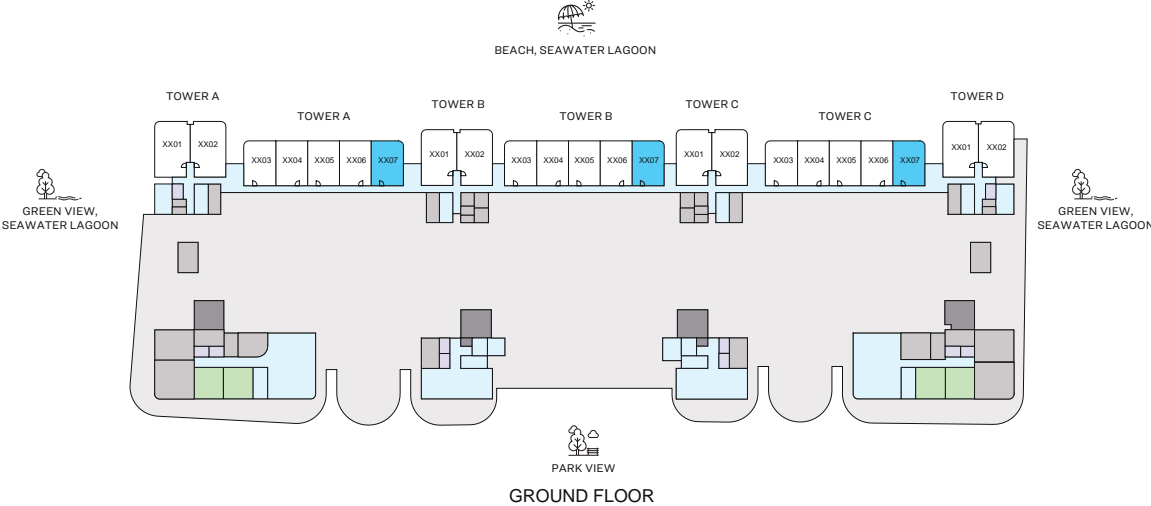 BEACH, SEAWATER LAGOON
TOWER A
TOWER A
TOWER B
TOWER B
TOWER C
TOWER C
TOWER D
XX01 XX02
XX03 XX04 XX05 XX06 XX07
XX01 XX02
XX03 XX04 XX05 XX06 XX07
XX01 XX02
XX03 XX04 XX05 XX06 XX07
XX01 XX02
GREEN VIEW,
SEAWATER LAGOON
GREEN VIEW,
SEAWATER LAGOON
PARK VIEW
GROUND FLOOR